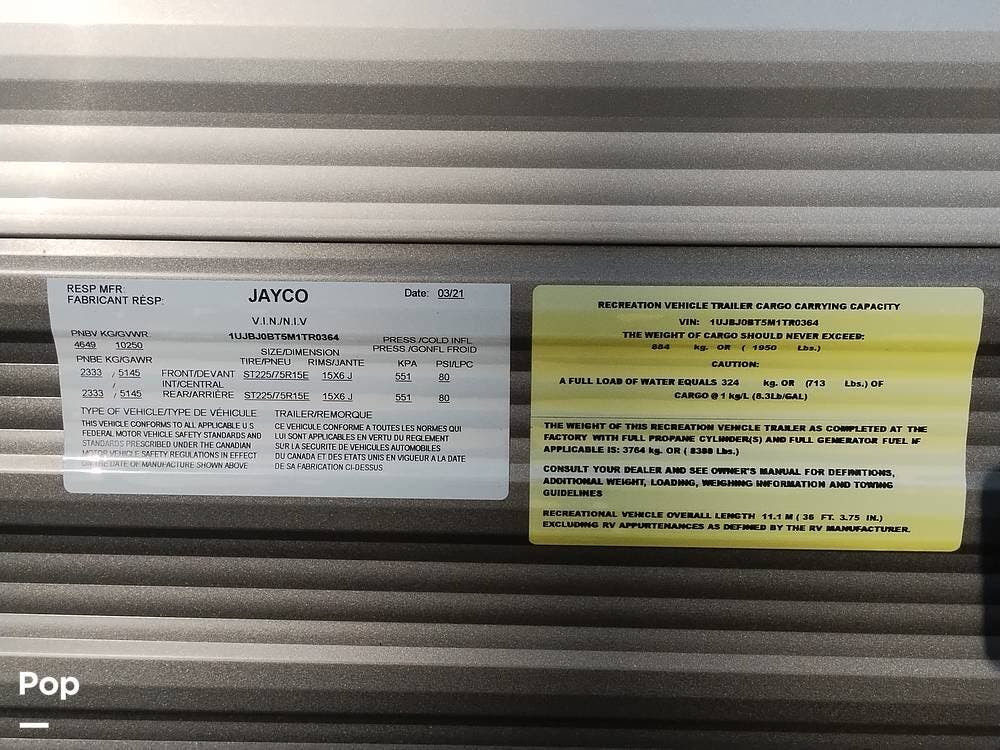 RESP MFR:
FABRICANT RÉSP:
JAYCO
Date: 03/21
V.I.N./N.I.V
1UJBJ0BT5M1TR0364
PNBV KG/GVWR
4649 10250
PNBE KG/GAWR
SIZE/DIMENSION
TIRE/PNEU RIMS/JANTE
PRESS/COLD INFL
PRESS/GONFL FROID
KPA PSI/LPC
2333 / 5145 FRONT/DEVANT ST225/75R15E 15X6 J 551 80
/ INT/CENTRAL
2333 / 5145 REAR/ARRIÈRE ST225/75R15E 15X6 J 551 80
TYPE OF VEHICLE/TYPE DE VÉHICULE TRAILER/REMORQUE
THIS VEHICLE CONFORMS TO ALL APPLICABLE U.S
FEDERAL MOTOR VEHICLE SAFETY STANDARDS AND
STANDARDS PRESCRIBED UNDER THE CANADIAN
MOTOR VEHICLE SAFETY REGULATIONS IN EFFECT
ON THE DATE OF MANUFACTURE SHOWN ABOVE
CE VEHICULE CONFORME A TOUTES LES NORMES QUI
LUI SONT APPLICABLES EN VERTU DU REGLEMENT
SUR LA SECURITE DE VEHICULES AUTOMOBILES
DU CANADA ET DES ETATS UNIS EN VIGUEUR A LA DATE
DE SA FABRICATION CI-DESSUS
RECREATION VEHICLE TRAILER CARGO CARRYING CAPACITY
VIN: 1UJBJ0BT5M1TR0364
THE WEIGHT OF CARGO SHOULD NEVER EXCEED:
884 kg. OR ( 1950 Lbs.)
CAUTION:
A FULL LOAD OF WATER EQUALS 324 kg. OR (713 Lbs.) OF
CARGO @ 1 kg/L (8.3Lb/GAL)
THE WEIGHT OF THIS RECREATION VEHICLE TRAILER AS COMPLETED AT THE
FACTORY WITH FULL PROPANE CYLINDER(S) AND FULL GENERATOR FUEL IF
APPLICABLE IS: 3764 kg. OR ( 8300 Lbs.)
CONSULT YOUR DEALER AND SEE OWNER'S MANUAL FOR DEFINITIONS,
ADDITIONAL WEIGHT, LOADING, WEIGHING INFORMATION AND TOWING
GUIDELINES
RECREATIONAL VEHICLE OVERALL LENGTH 11.1 M ( 36 FT. 3.75 IN.)
EXCLUDING RV APPURTENANCES AS DEFINED BY THE RV MANUFACTURER.
Pop